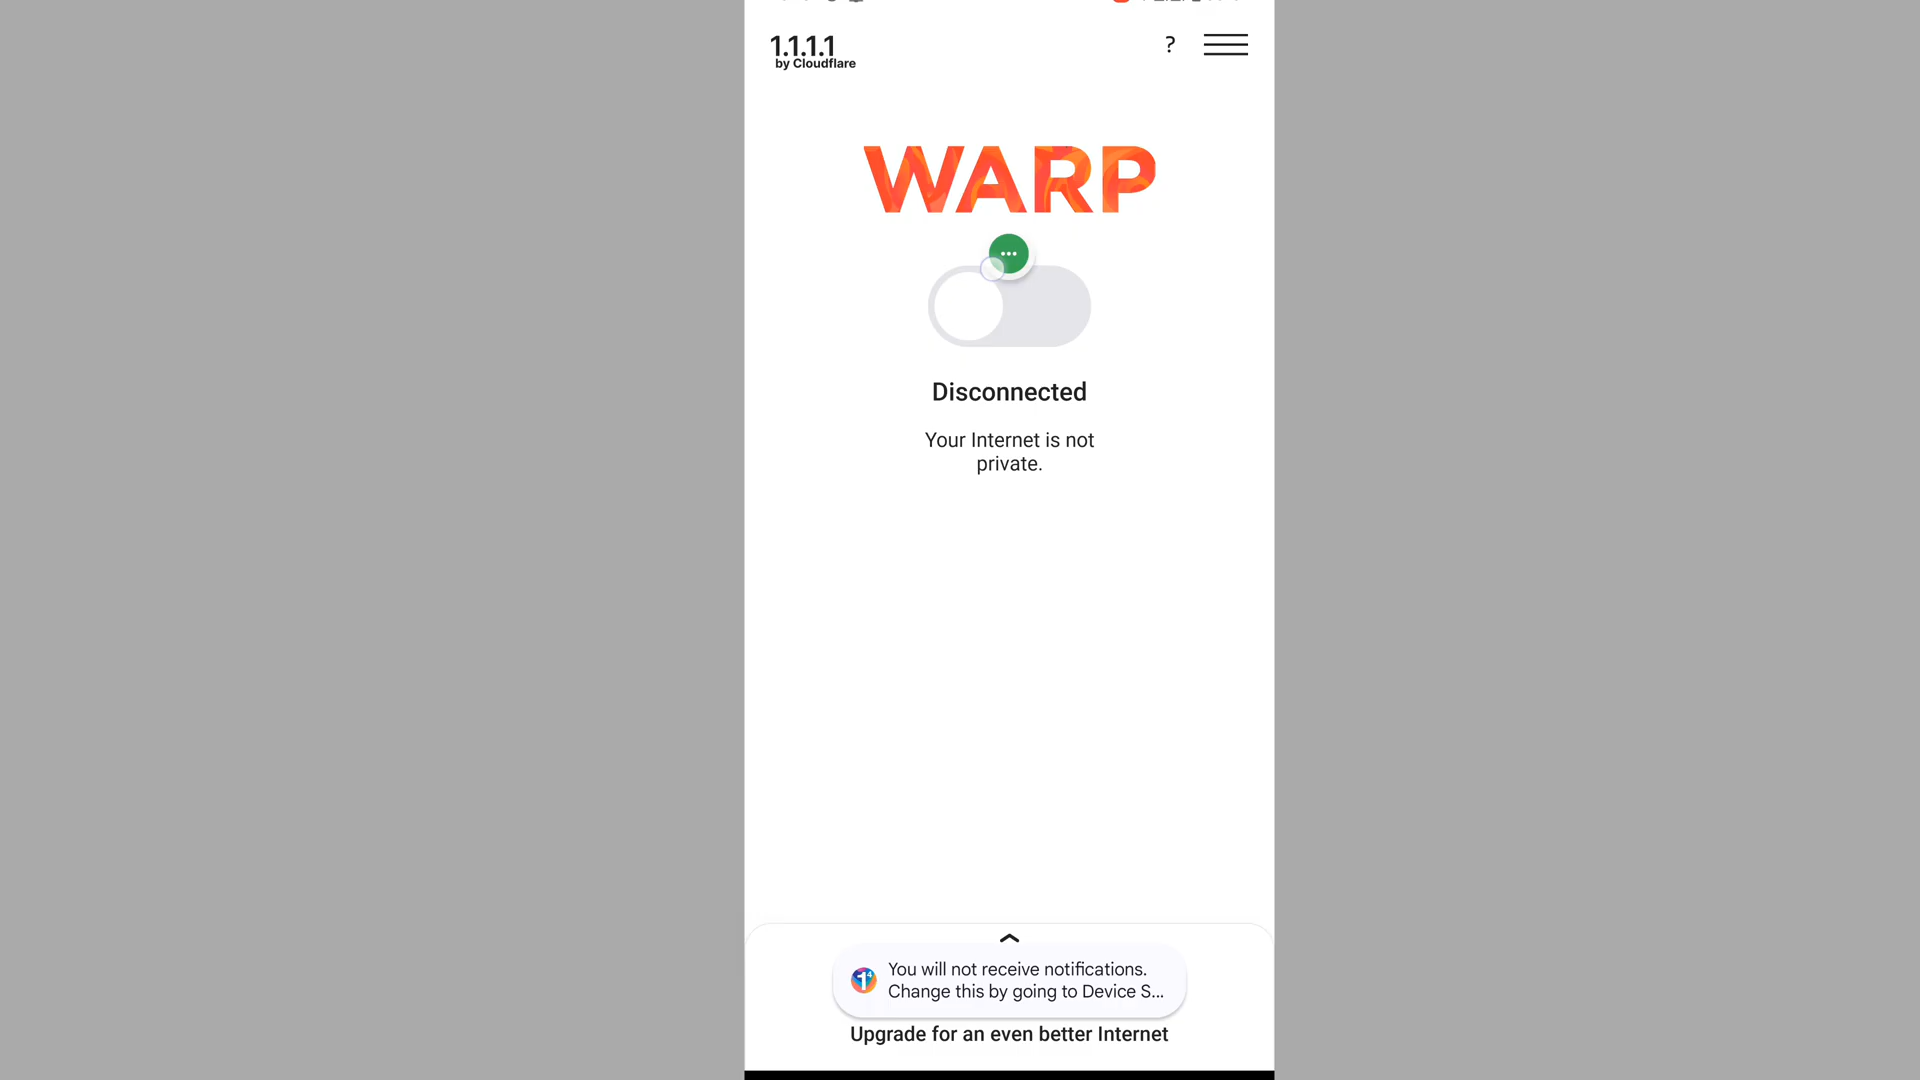 1.1.1.1
by Cloudflare
?
WARP
Disconnected
Your Internet is not
private.
You will not receive notifications.
Change this by going to Device S...
Upgrade for an even better Internet